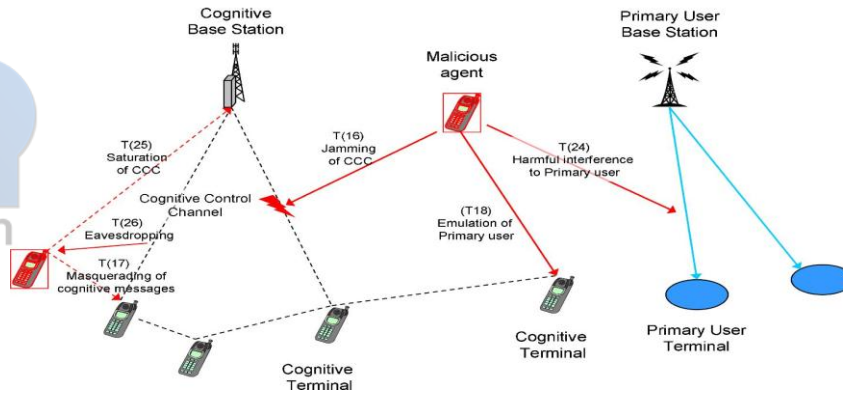 Cognitive
Base Station
Primary User
Base Station
Malicious
agent
T(25)
Saturation
of CCC
T(16)
Jamming
of CCC
T(24)
Harmful interference
to Primary user
Cognitive Control
Channel
(T18)
Emulation of
Primary user
T(26)
Eavesdropping
T(17)
Masquerading of
cognitive messages
Cognitive
Terminal
Cognitive
Terminal
Primary User
Terminal